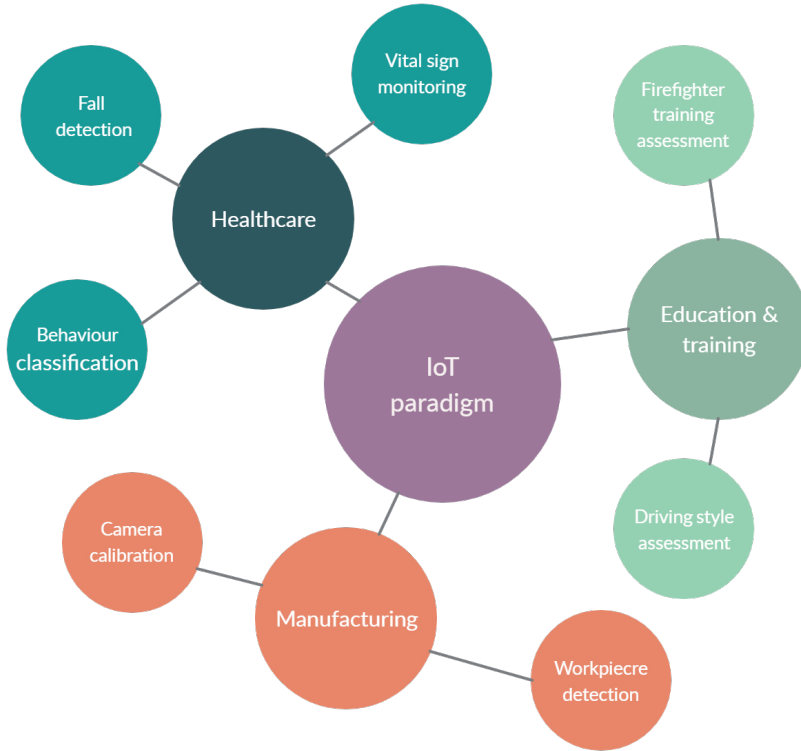 Vital sign
monitoring
Fall
detection
Firefighter
training
assessment
Healthcare
Education &
training
Behaviour
classification
IoT
paradigm
Driving style
assessment
Camera
calibration
Manufacturing
Workpiecre
detection